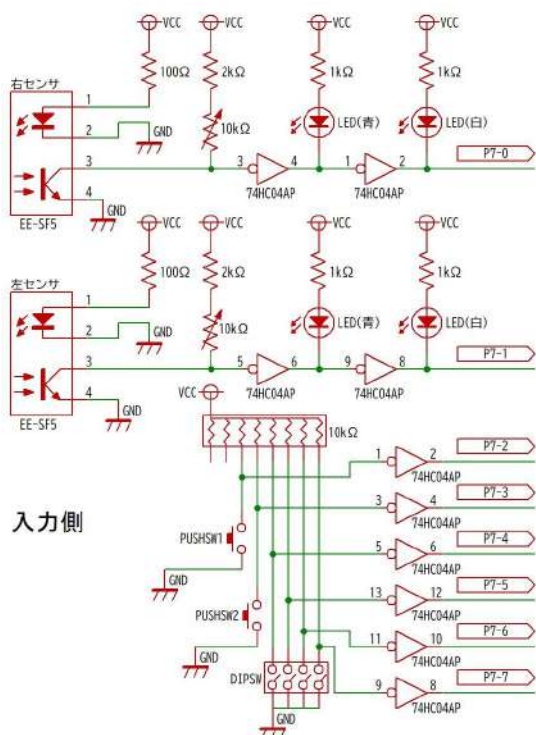 VCC VCC VCC VCC
100Ω 2kΩ 1kΩ 1kΩ
右センサ
1
2
GND
10kΩ
LED(青) LED(白)
3
3 4 1 2
P7-0
74HC04AP 74HC04AP
4
GND
EE-SF5
VCC VCC VCC VCC
100Ω 2kΩ 1kΩ 1kΩ
左センサ
1
2
GND
10kΩ
LED(青) LED(白)
3
5 6 9 8
P7-1
74HC04AP 74HC04AP
4
GND
EE-SF5
VCC
10kΩ
1 2
P7-2
74HC04AP
3 4
P7-3
74HC04AP
入力側
PUSHSW1
5 6
P7-4
74HC04AP
GND
13 12
P7-5
74HC04AP
PUSHSW2
11 10
P7-6
74HC04AP
GND
DIPSW
9 8
P7-7
74HC04AP
GND